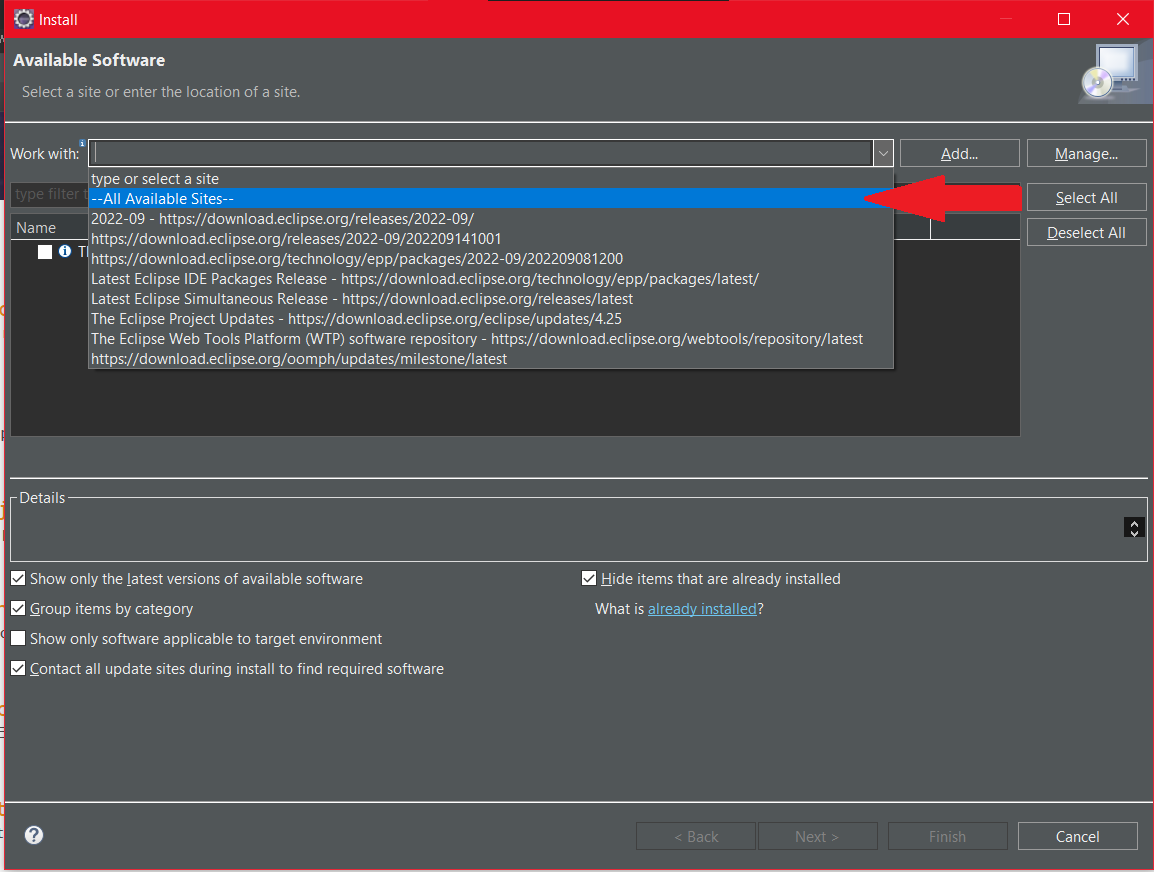 Install
Available Software
Select a site or enter the location of a site.
Work with:
Add...
Manage...
type or select a site
type filter
--All Available Sites--
Select All
2022-09 - https://download.eclipse.org/releases/2022-09/
Name
Deselect All
https://download.eclipse.org/releases/2022-09/202209141001
https://download.eclipse.org/technology/epp/packages/2022-09/202209081200
Latest Eclipse IDE Packages Release - https://download.eclipse.org/technology/epp/packages/latest/
Latest Eclipse Simultaneous Release - https://download.eclipse.org/releases/latest
The Eclipse Project Updates - https://download.eclipse.org/eclipse/updates/4.25
The Eclipse Web Tools Platform (WTP) software repository - https://download.eclipse.org/webtools/repository/latest
https://download.eclipse.org/oomph/updates/milestone/latest
Details
Show only the latest versions of available software
Hide items that are already installed
Group items by category
What is already installed?
Show only software applicable to target environment
Contact all update sites during install to find required software
< Back
Next >
Finish
Cancel